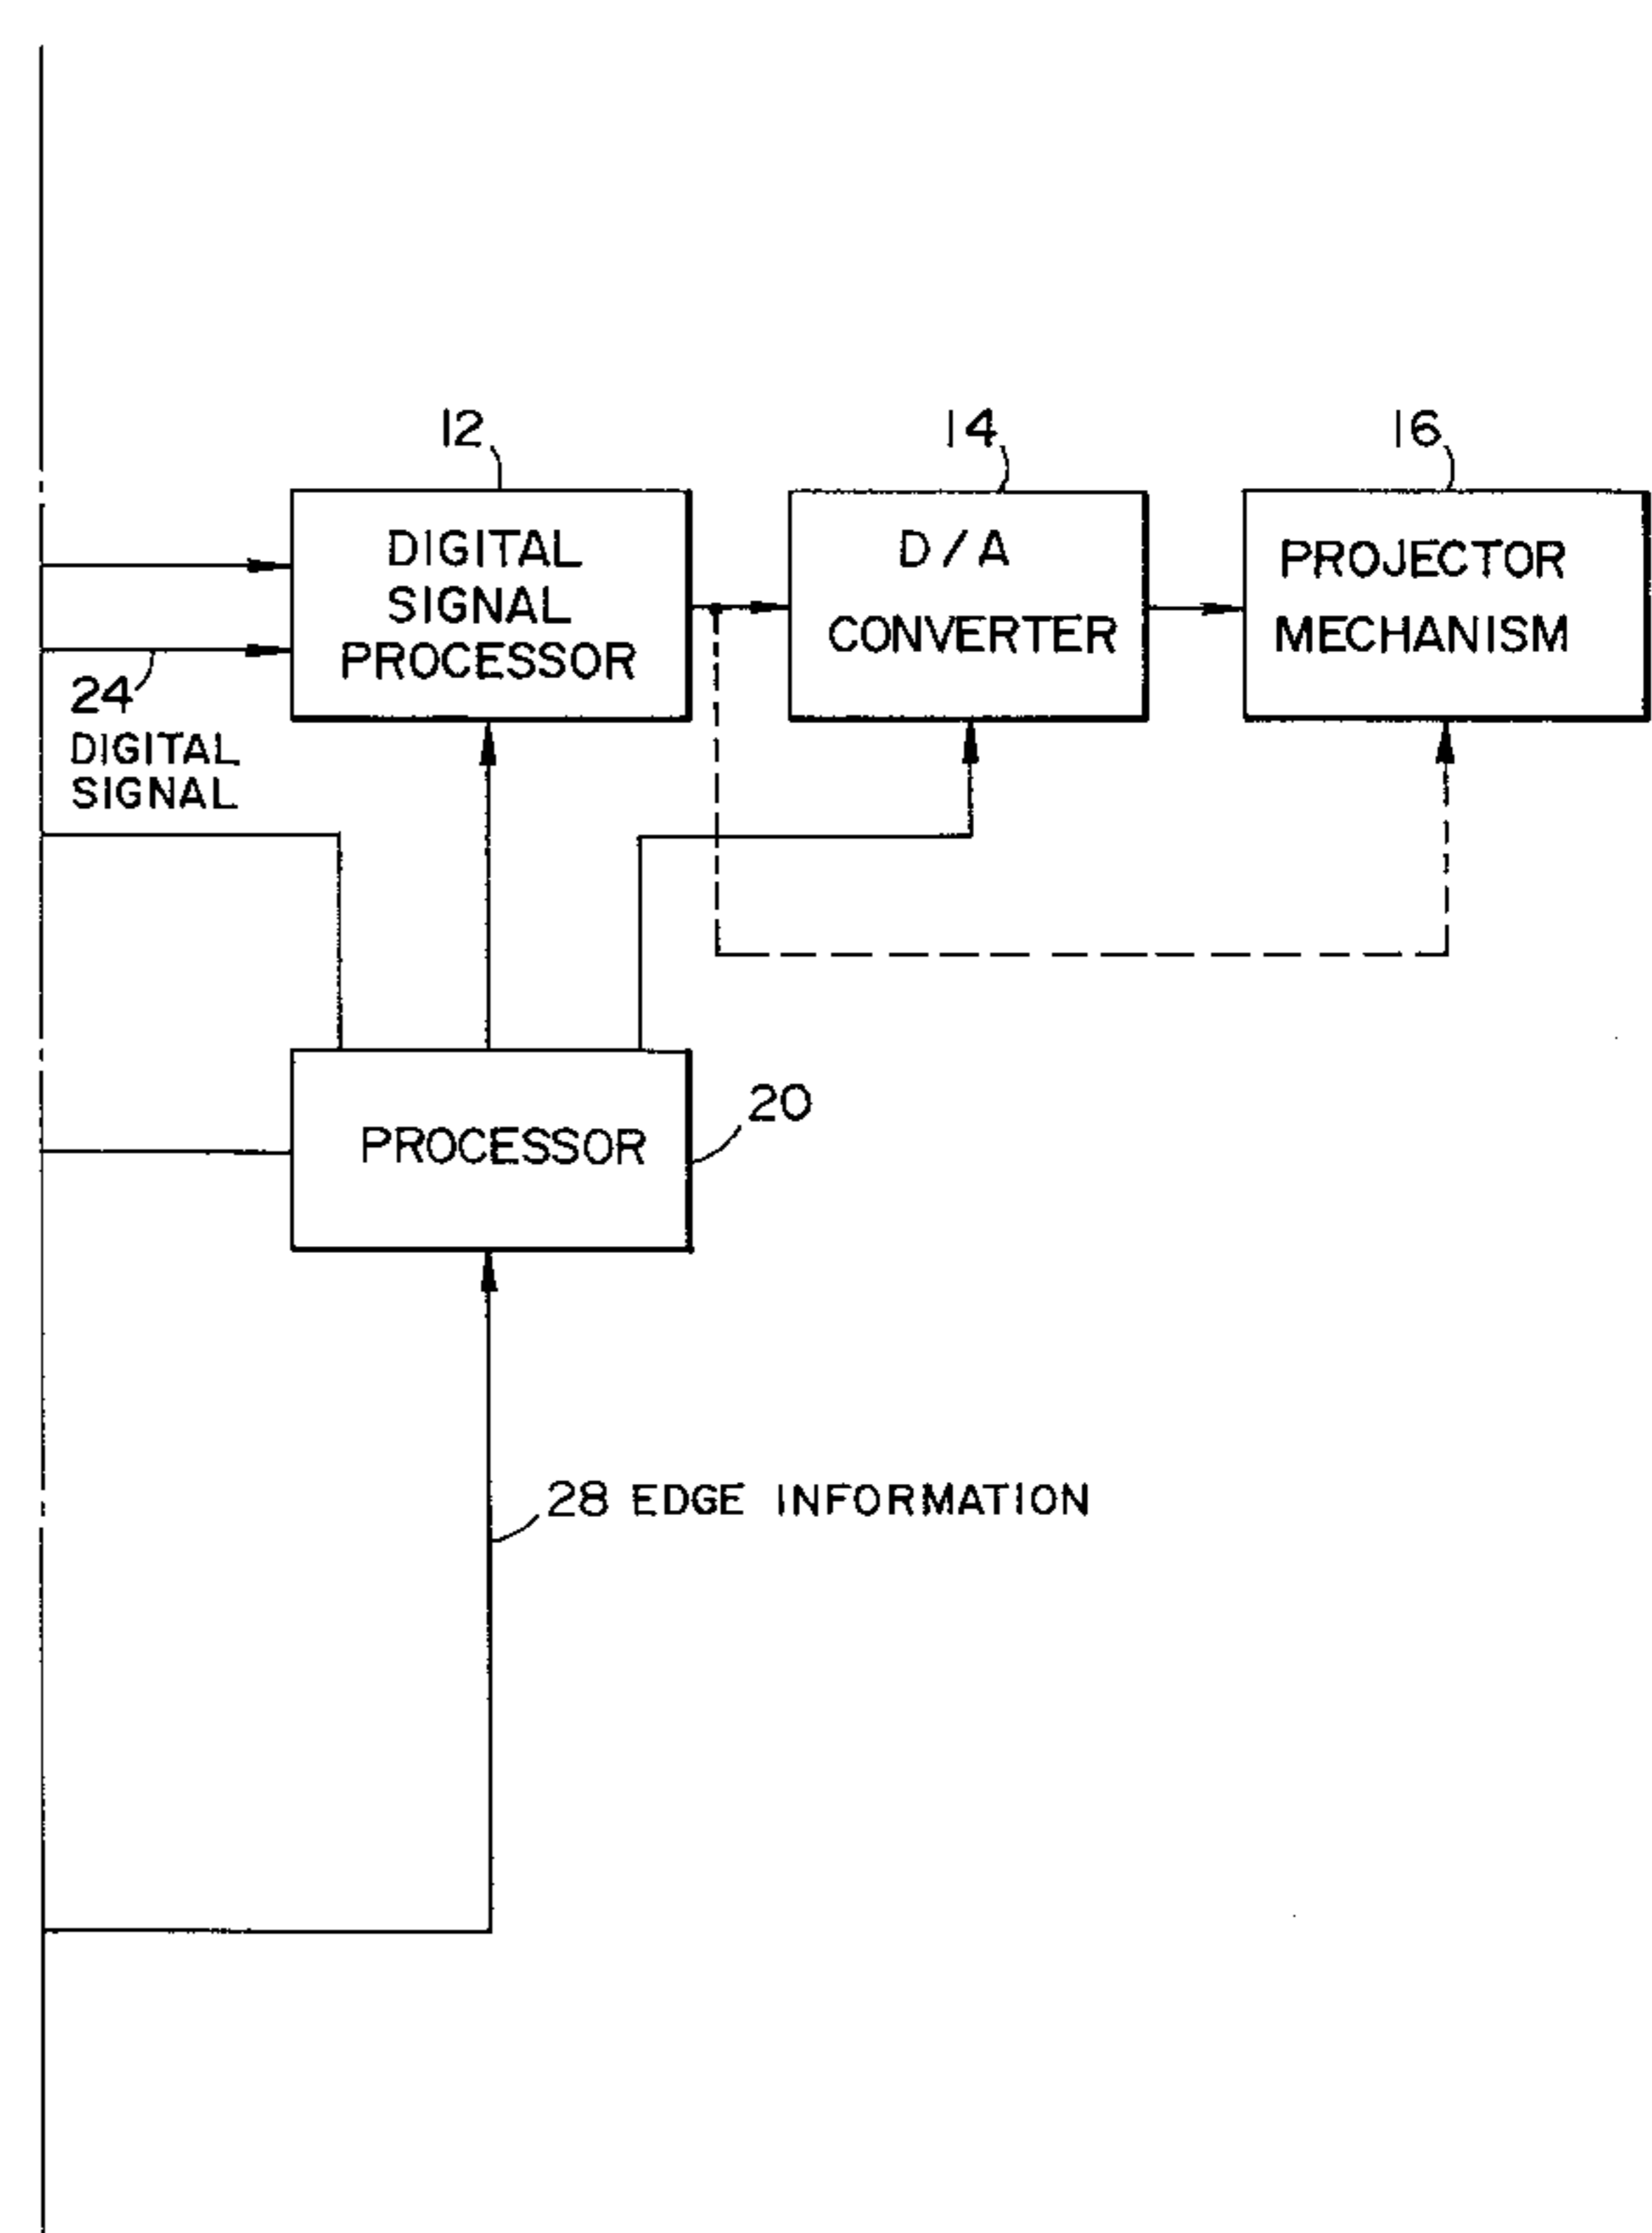 12
14
16
DIGITAL
SIGNAL
PROCESSOR
D/A
CONVERTER
PROJECTOR
MECHANISM
24
DIGITAL
SIGNAL
20
PROCESSOR
28 EDGE INFORMATION